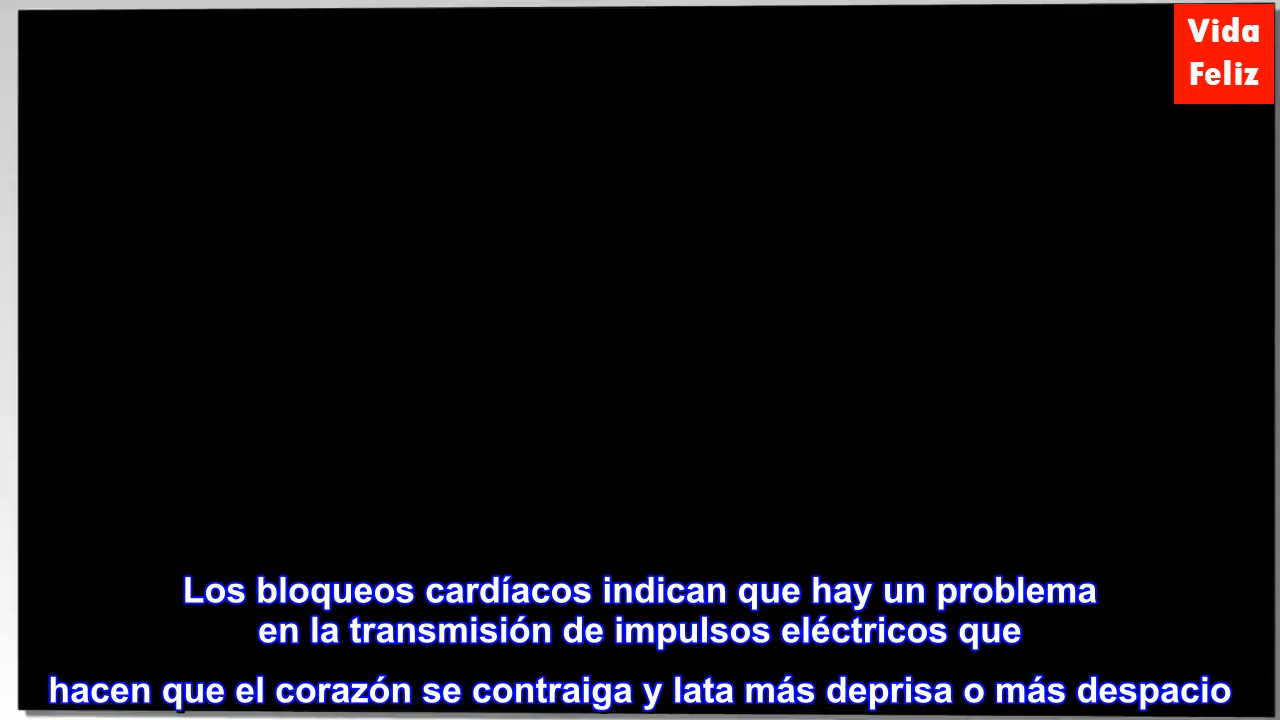 Vida
Feliz
Los bloqueos cardíacos indican que hay un problema
en la transmisión de impulsos eléctricos que
hacen que el corazón se contraiga y lata más deprisa o más despacio